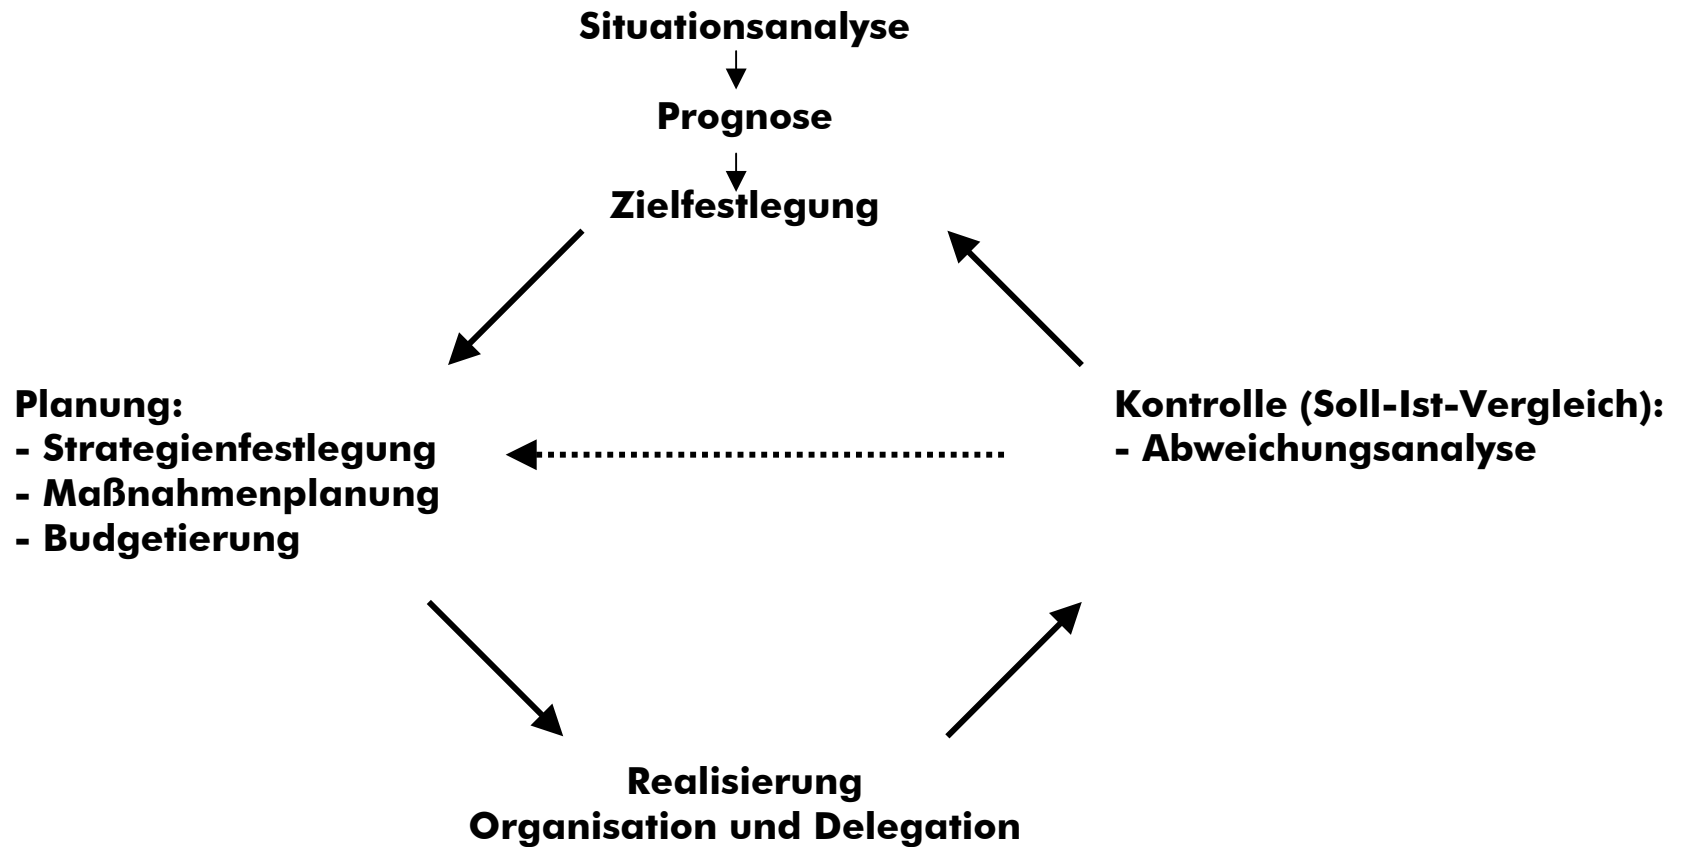 Situationsanalyse
Prognose
Zielfestlegung
Planung:
- Strategienfestlegung
- Maßnahmenplanung
- Budgetierung
Kontrolle (Soll-Ist-Vergleich):
- Abweichungsanalyse
Realisierung
Organisation und Delegation